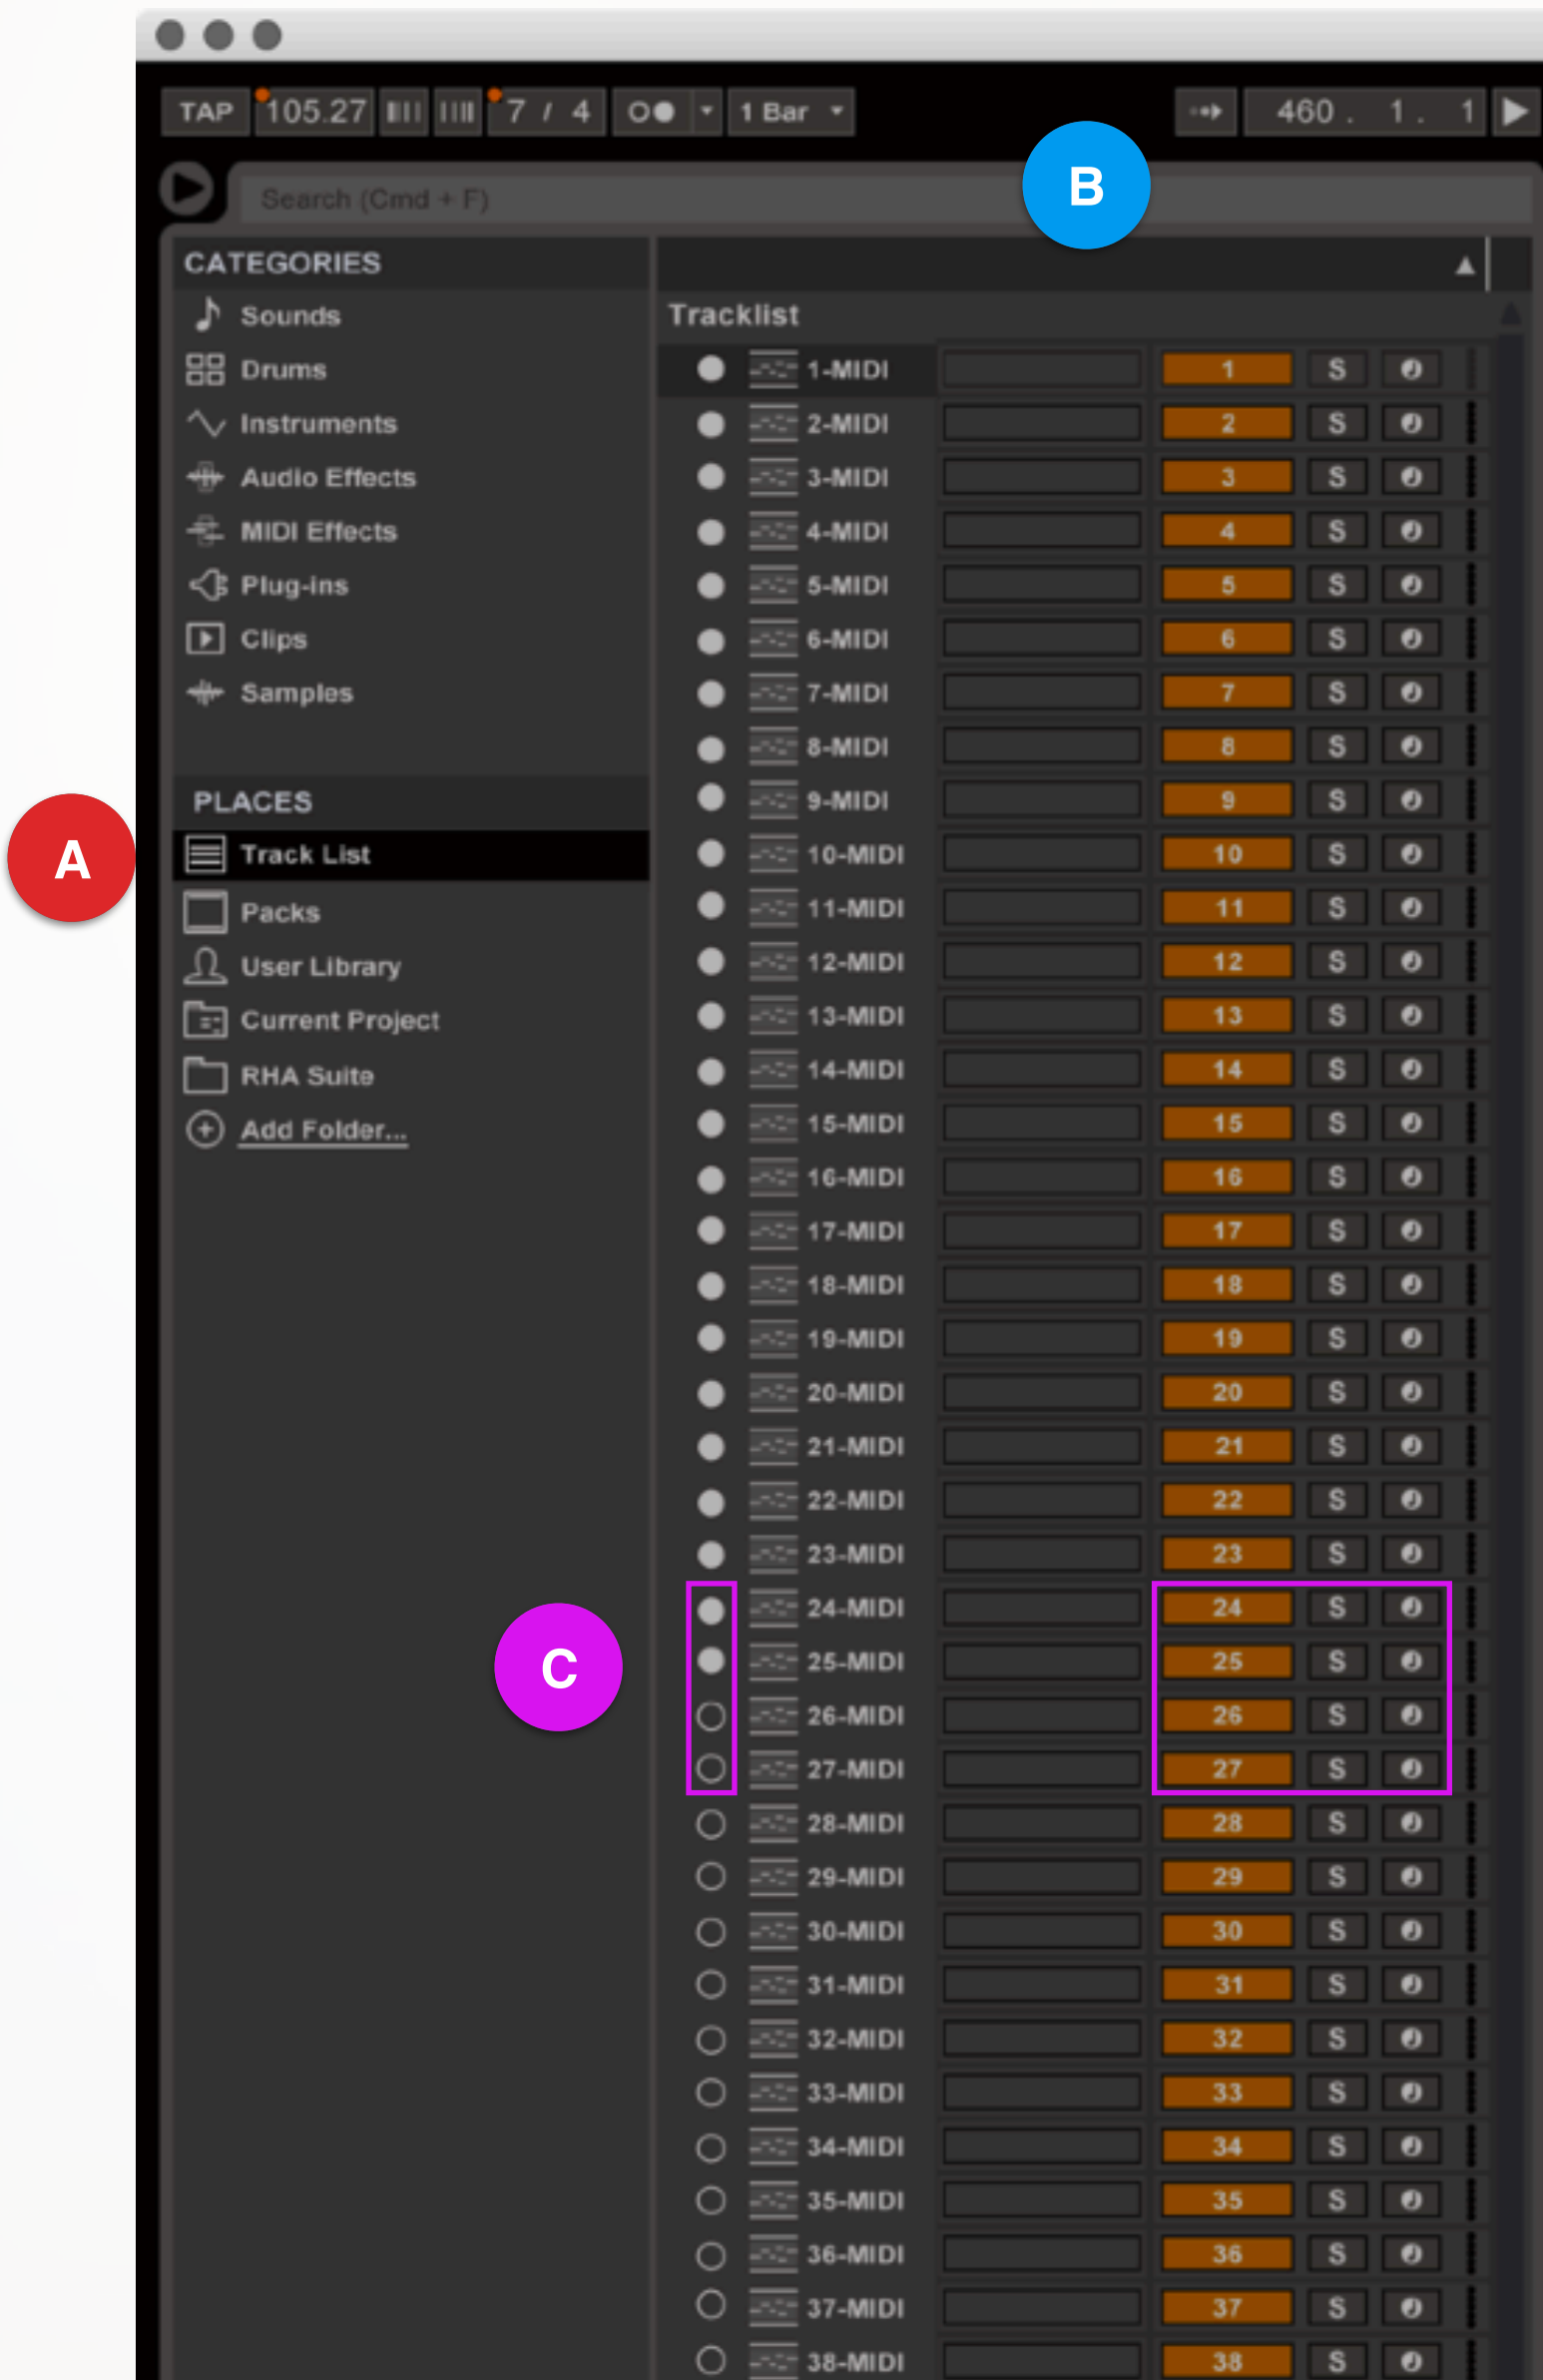 TAP 105.27 7 / 4 1 Bar 460 . 1 . 1
B
Search (Cmd + F)
CATEGORIES
Sounds
Drums
Instruments
Audio Effects
MIDI Effects
Plug-ins
Clips
Samples
A
PLACES
Track List
Packs
User Library
Current Project
RHA Suite
Add Folder...
Tracklist
1-MIDI 1 S
2-MIDI 2 S
3-MIDI 3 S
4-MIDI 4 S
5-MIDI 5 S
6-MIDI 6 S
7-MIDI 7 S
8-MIDI 8 S
9-MIDI 9 S
10-MIDI 10 S
11-MIDI 11 S
12-MIDI 12 S
13-MIDI 13 S
14-MIDI 14 S
15-MIDI 15 S
16-MIDI 16 S
17-MIDI 17 S
18-MIDI 18 S
19-MIDI 19 S
20-MIDI 20 S
21-MIDI 21 S
22-MIDI 22 S
23-MIDI 23 S
24-MIDI 24 S
C
25-MIDI 25 S
26-MIDI 26 S
27-MIDI 27 S
28-MIDI 28 S
29-MIDI 29 S
30-MIDI 30 S
31-MIDI 31 S
32-MIDI 32 S
33-MIDI 33 S
34-MIDI 34 S
35-MIDI 35 S
36-MIDI 36 S
37-MIDI 37 S
38-MIDI 38 S